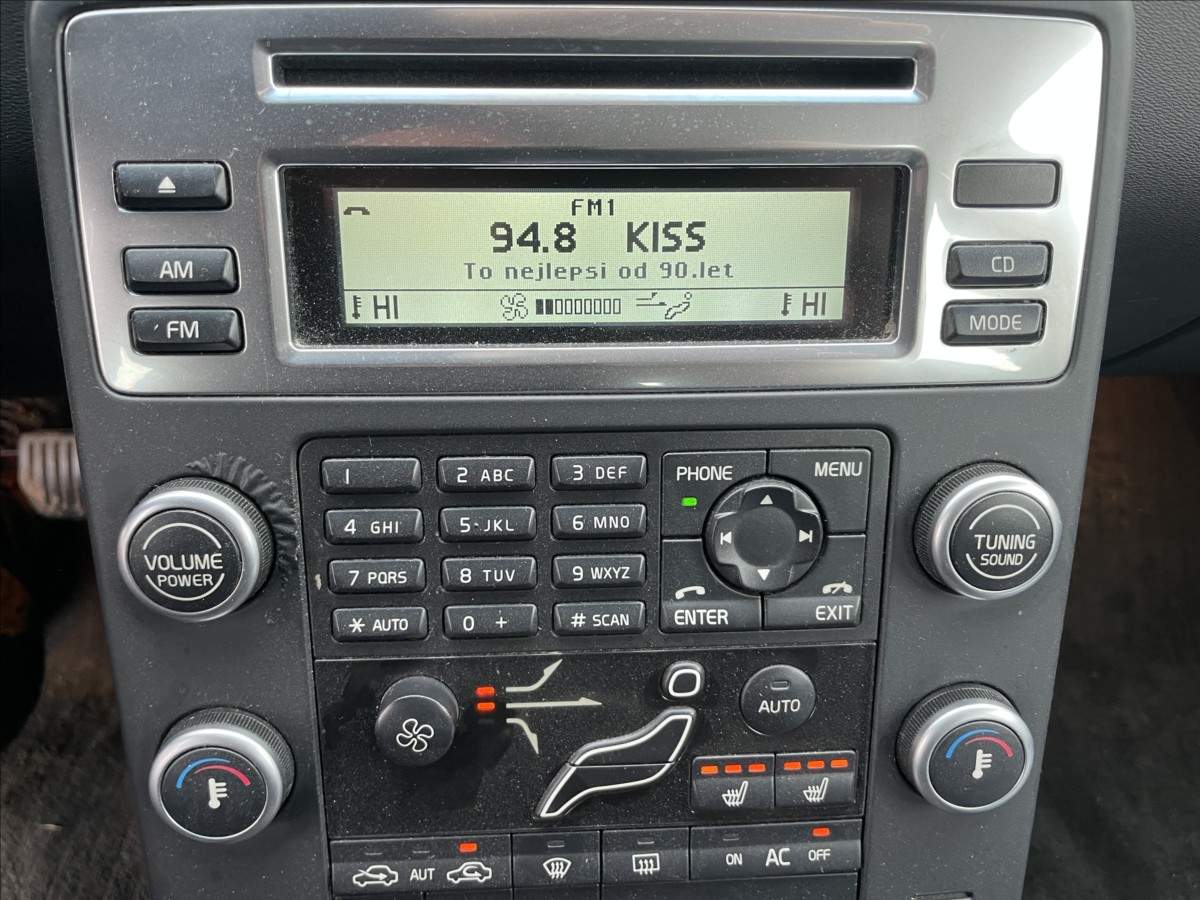 FM1
94.8 KISS
To nejlepsi od 90.let
HI HI
AM
FM
CD
MODE
1 2 ABC 3 DEF
4 GHI 5 JKL 6 MNO
7 PQRS 8 TUV 9 WXYZ
* AUTO 0 + # SCAN
PHONE MENU
ENTER EXIT
VOLUME
POWER
TUNING
SOUND
AUTO
AUT
ON AC OFF